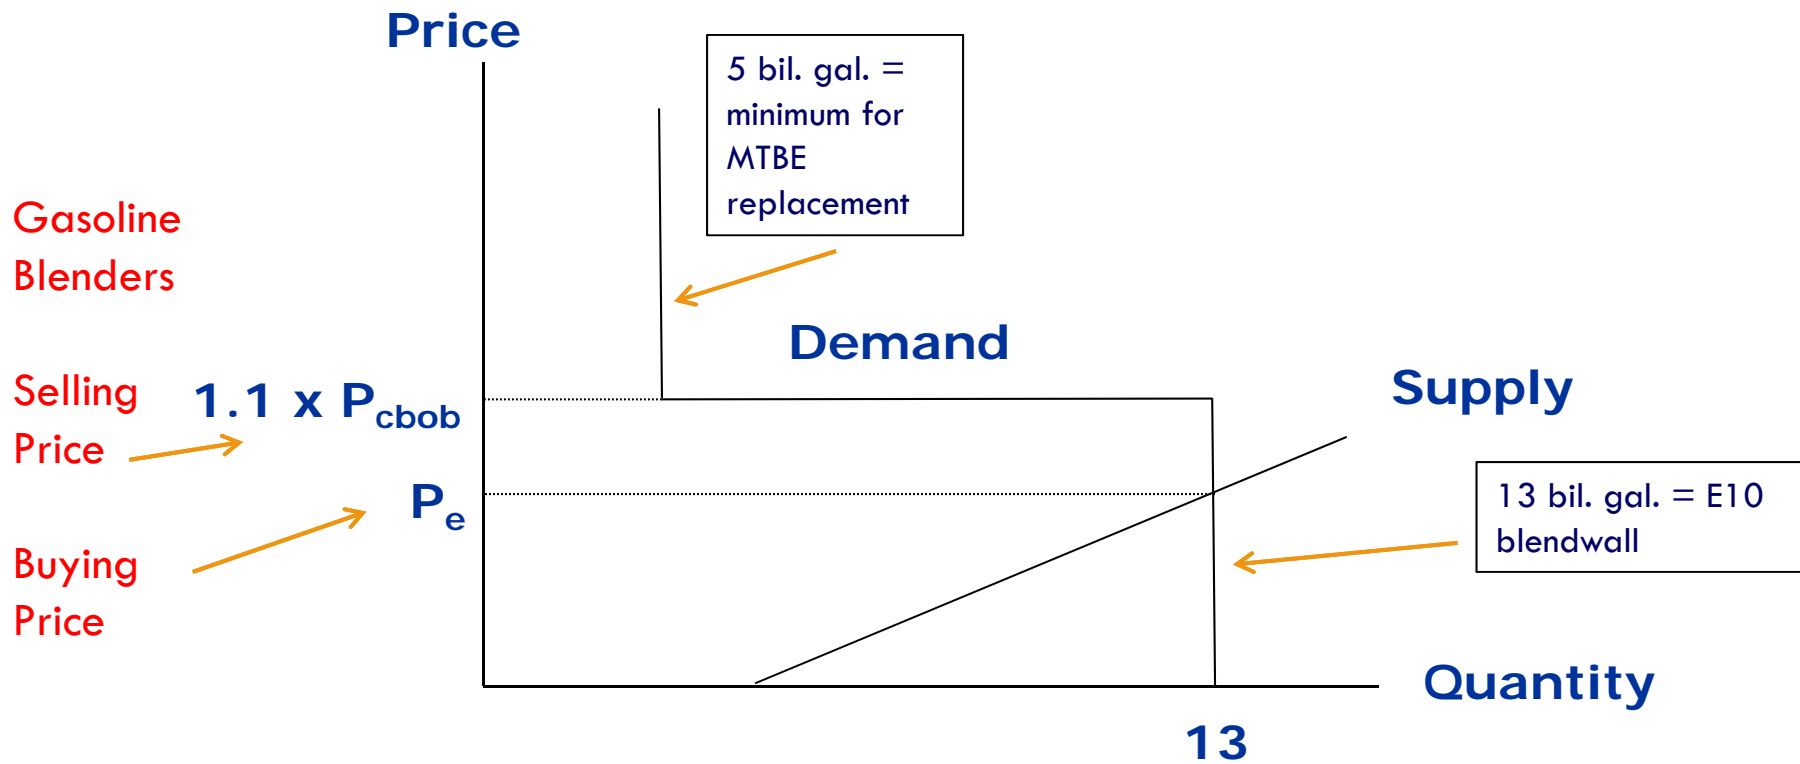 Price
5 bil. gal. =
minimum for
MTBE
replacement
Gasoline
Blenders
Demand
Selling
Price
1.1 x Pcbob
Supply
Pe
13 bil. gal. = E10
blendwall
Buying
Price
Quantity
13